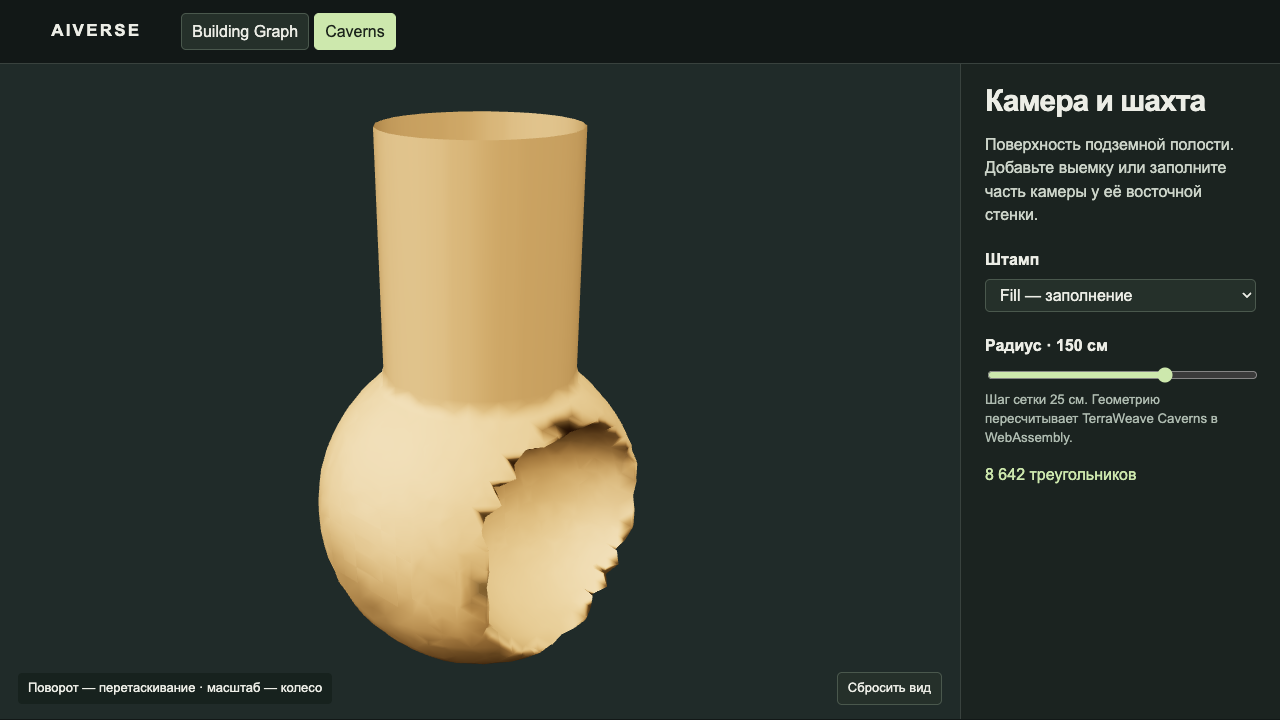 AIVERSE
Building Graph
Caverns
Камера и шахта
Поверхность подземной полости.
Добавьте выемку или заполните
часть камеры у её восточной
стенки.
Штамп
Fill — заполнение
Радиус · 150 см
Шаг сетки 25 см. Геометрию
пересчитывает TerraWeave Caverns в
WebAssembly.
8 642 треугольников
Поворот — перетаскивание · масштаб — колесо
Сбросить вид